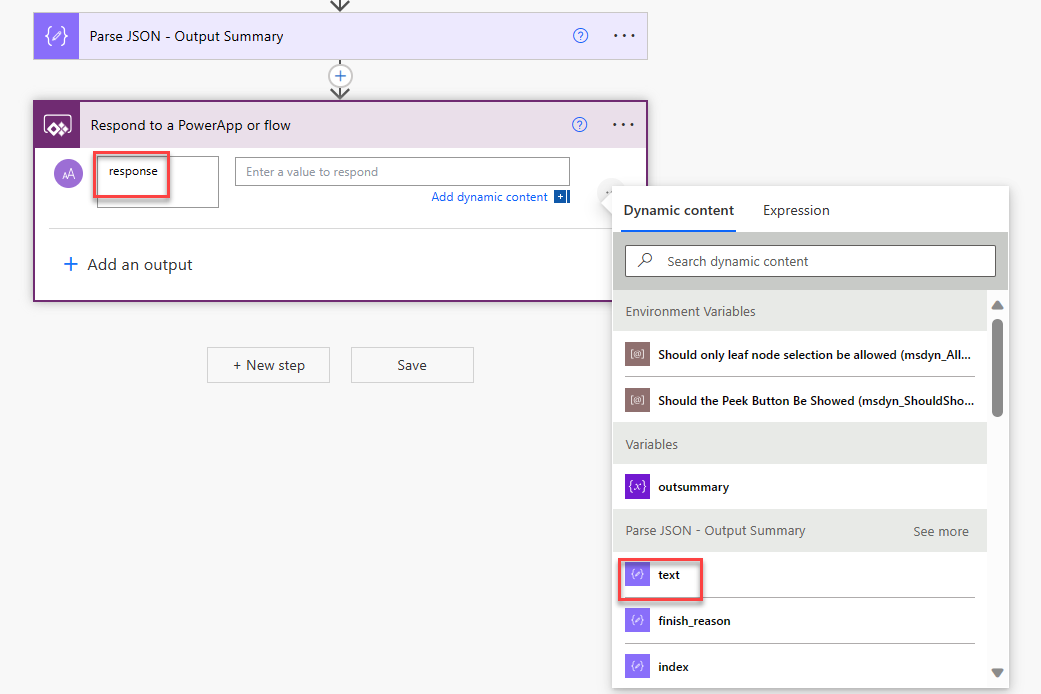 Parse JSON - Output Summary
Respond to a PowerApp or flow
response
Enter a value to respond
Add dynamic content
Add an output
+ New step
Save
Dynamic content
Expression
Search dynamic content
Environment Variables
Should only leaf node selection be allowed (msdyn_All...
Should the Peek Button Be Showed (msdyn_ShouldSho...
Variables
outsummary
Parse JSON - Output Summary
See more
text
finish_reason
index